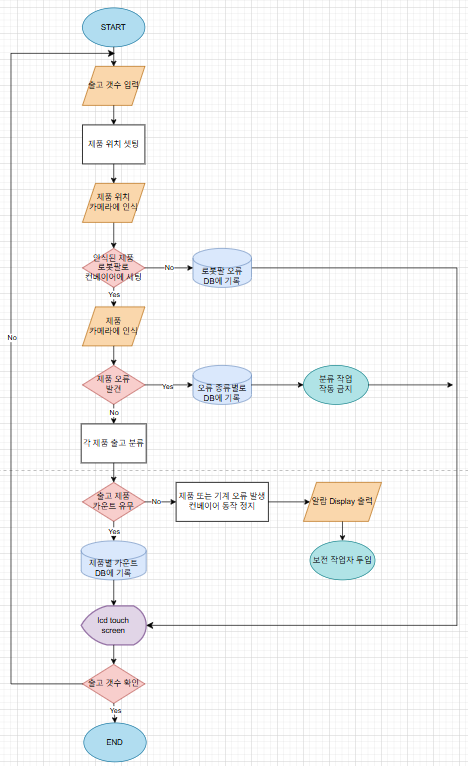 START
출고 갯수 입력
제품 위치 셋팅
제품 위치
카메라에 인식
인식된 제품
로봇팔로
컨베이어에 셋팅
No
로봇팔 오류
DB에 기록
Yes
제품
카메라에 인식
No
제품 오류
발견
Yes
오류 종류별로
DB에 기록
분류 작업
작동 금지
No
각 제품 출고 분류
출고 제품
카운트 유무
No
제품 또는 기계 오류 발생
컨베이어 동작 정지
알람 Display 출력
Yes
제품별 카운트
DB에 기록
보전 작업자 투입
lcd touch
screen
출고 갯수 확인
Yes
END